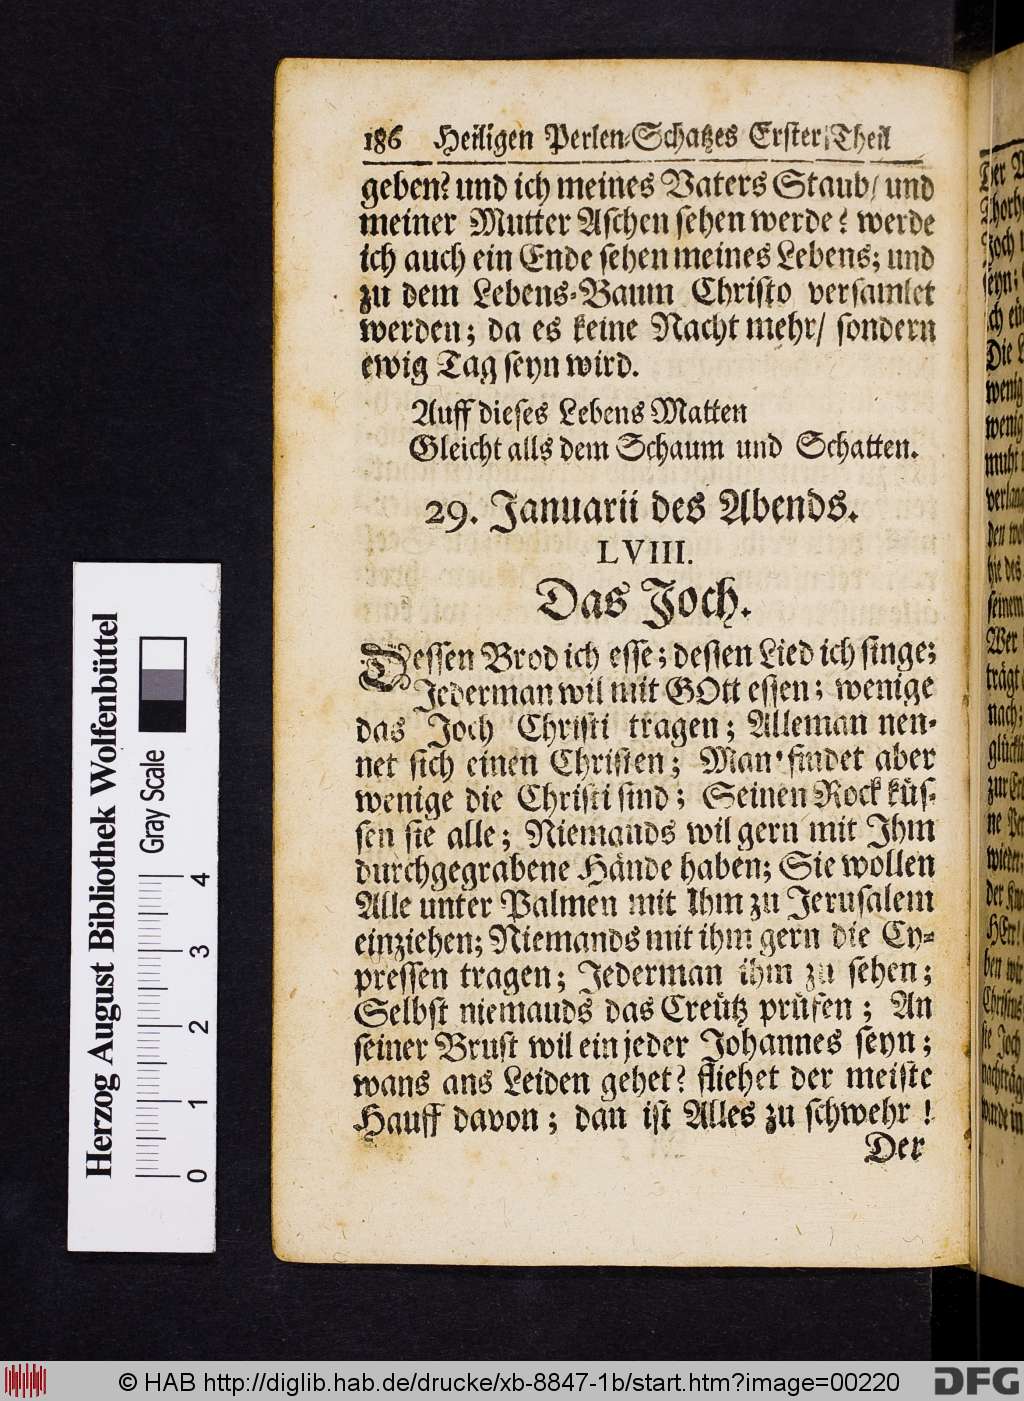 186 Heiligen Perlen-Schatzes Erster Theil
geben? und ich meines Vaters Staub/ und
meiner Mutter Aschen sehen werde? werde
ich auch ein Ende sehen meines Lebens; und
zu dem Lebens-Baum Christo versamlet
werden; da es keine Nacht mehr/ sondern
ewig Tag seyn wird.
Auff dieses Lebens Matten
Gleicht alls dem Schaum und Schatten.
29. Januarii des Abends.
LVIII.
Das Joch.
Dessen Brod ich esse; dessen Lied ich singe;
Jederman wil mit GOtt essen; wenige
das Joch Christi tragen; Alleman nen-
net sich einen Christen; Man findet aber
wenige die Christi sind; Seinen Rock küs-
sen sie alle; Niemands wil gern mit Ihm
durchgegrabene Hände haben; Sie wollen
Alle unter Palmen mit Ihm zu Jerusalem
einziehen; Niemands mit ihm gern die Cy-
pressen tragen; Jederman ihm zu sehen;
Selbst niemauds das Creütz prüfen; An
seiner Brust wil ein jeder Johannes seyn;
wans ans Leiden gehet? fliehet der meiste
Hauff davon; dan ist Alles zu schwehr!
Der
Herzog August Bibliothek Wolfenbüttel
Gray Scale
0 1 2 3 4
© HAB http://diglib.hab.de/drucke/xb-8847-1b/start.htm?image=00220
DFG